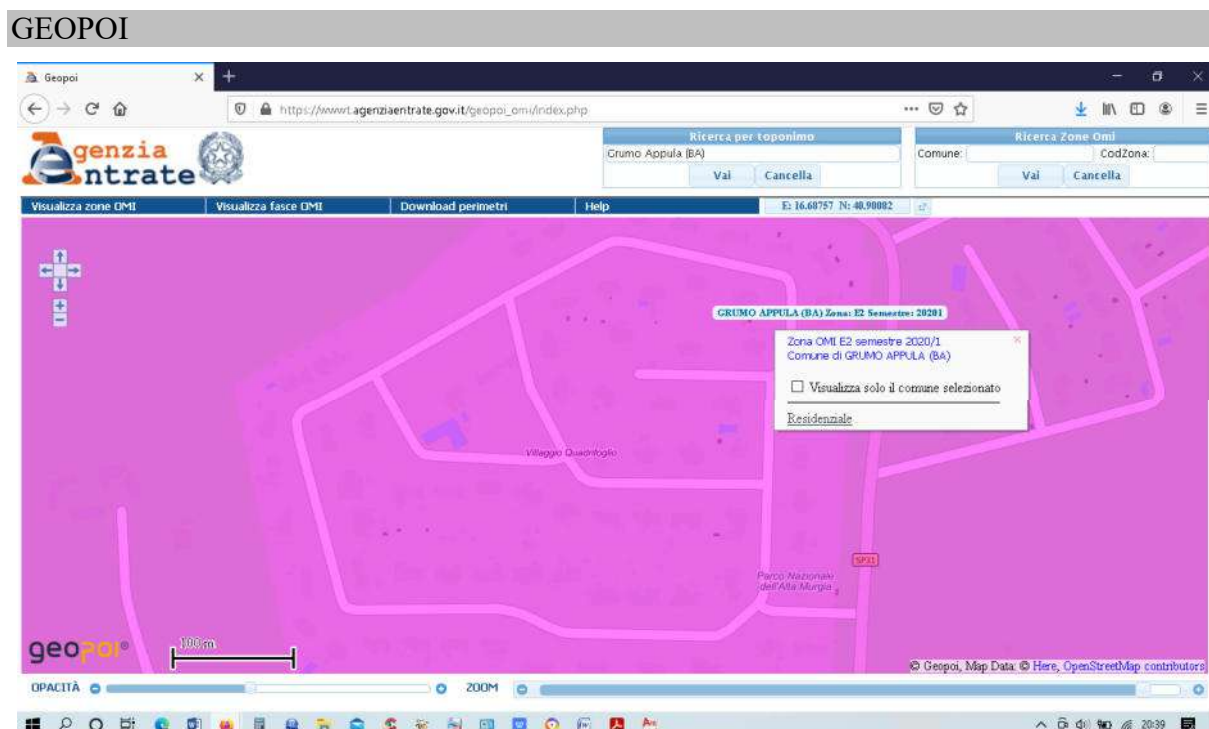 GEOPOI
Geopoi
https://www1.agenziaentrate.gov.it/geopoi_omi/index.php
Agenzia
Entrate
Ricerca per toponimo
Grumo Appula (BA)
Vai Cancella
Ricerca Zone Omi
Comune: CodZona:
Vai Cancella
Visualizza zone OMI Visualizza fasce OMI Download perimetri Help
E: 16.68757 N: 40.90082
GRUMO APPULA (BA) Zona: E2 Semestre: 20201
Zona OMI E2 semestre 2020/1
Comune di GRUMO APPULA (BA)
Visualizza solo il comune selezionato
Residenziale
Villaggio Quadrifoglio
SP31
Parco Nazionale
dell'Alta Murgia
geopoi®
100 m
© Geopoi, Map Data: © Here, OpenStreetMap contributors
OPACITÀ ZOOM
20:39